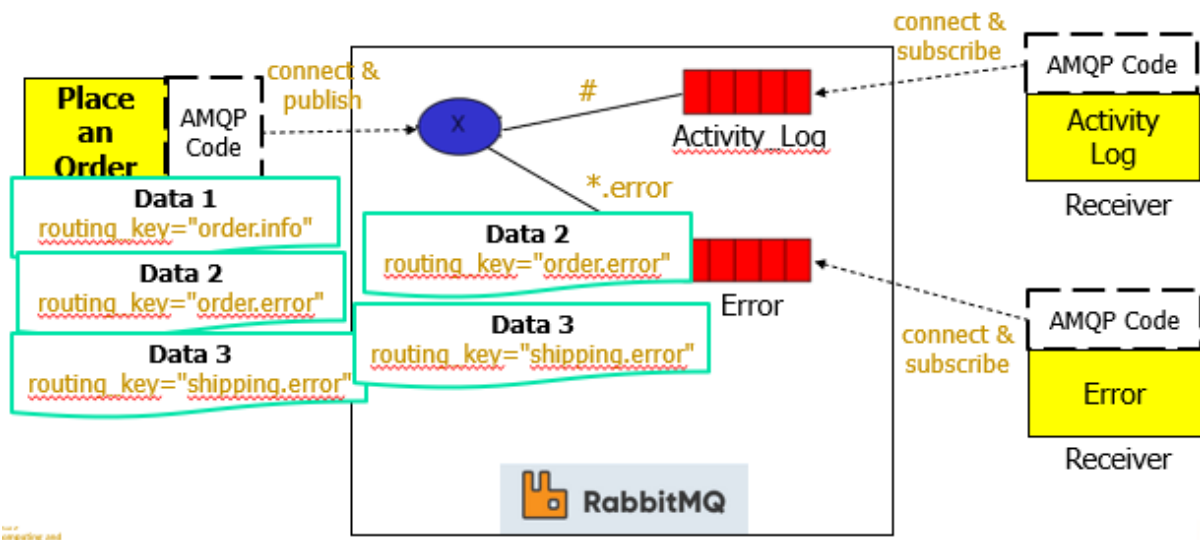 Place
an
Order
AMQP
Code
connect &
publish
X
#
*.error
Activity_Log
connect &
subscribe
AMQP Code
Activity
Log
Receiver
Data 1
routing_key="order.info"
Data 2
routing_key="order.error"
Data 3
routing_key="shipping.error"
Data 2
routing_key="order.error"
Data 3
routing_key="shipping.error"
Error
connect &
subscribe
AMQP Code
Error
Receiver
RabbitMQ